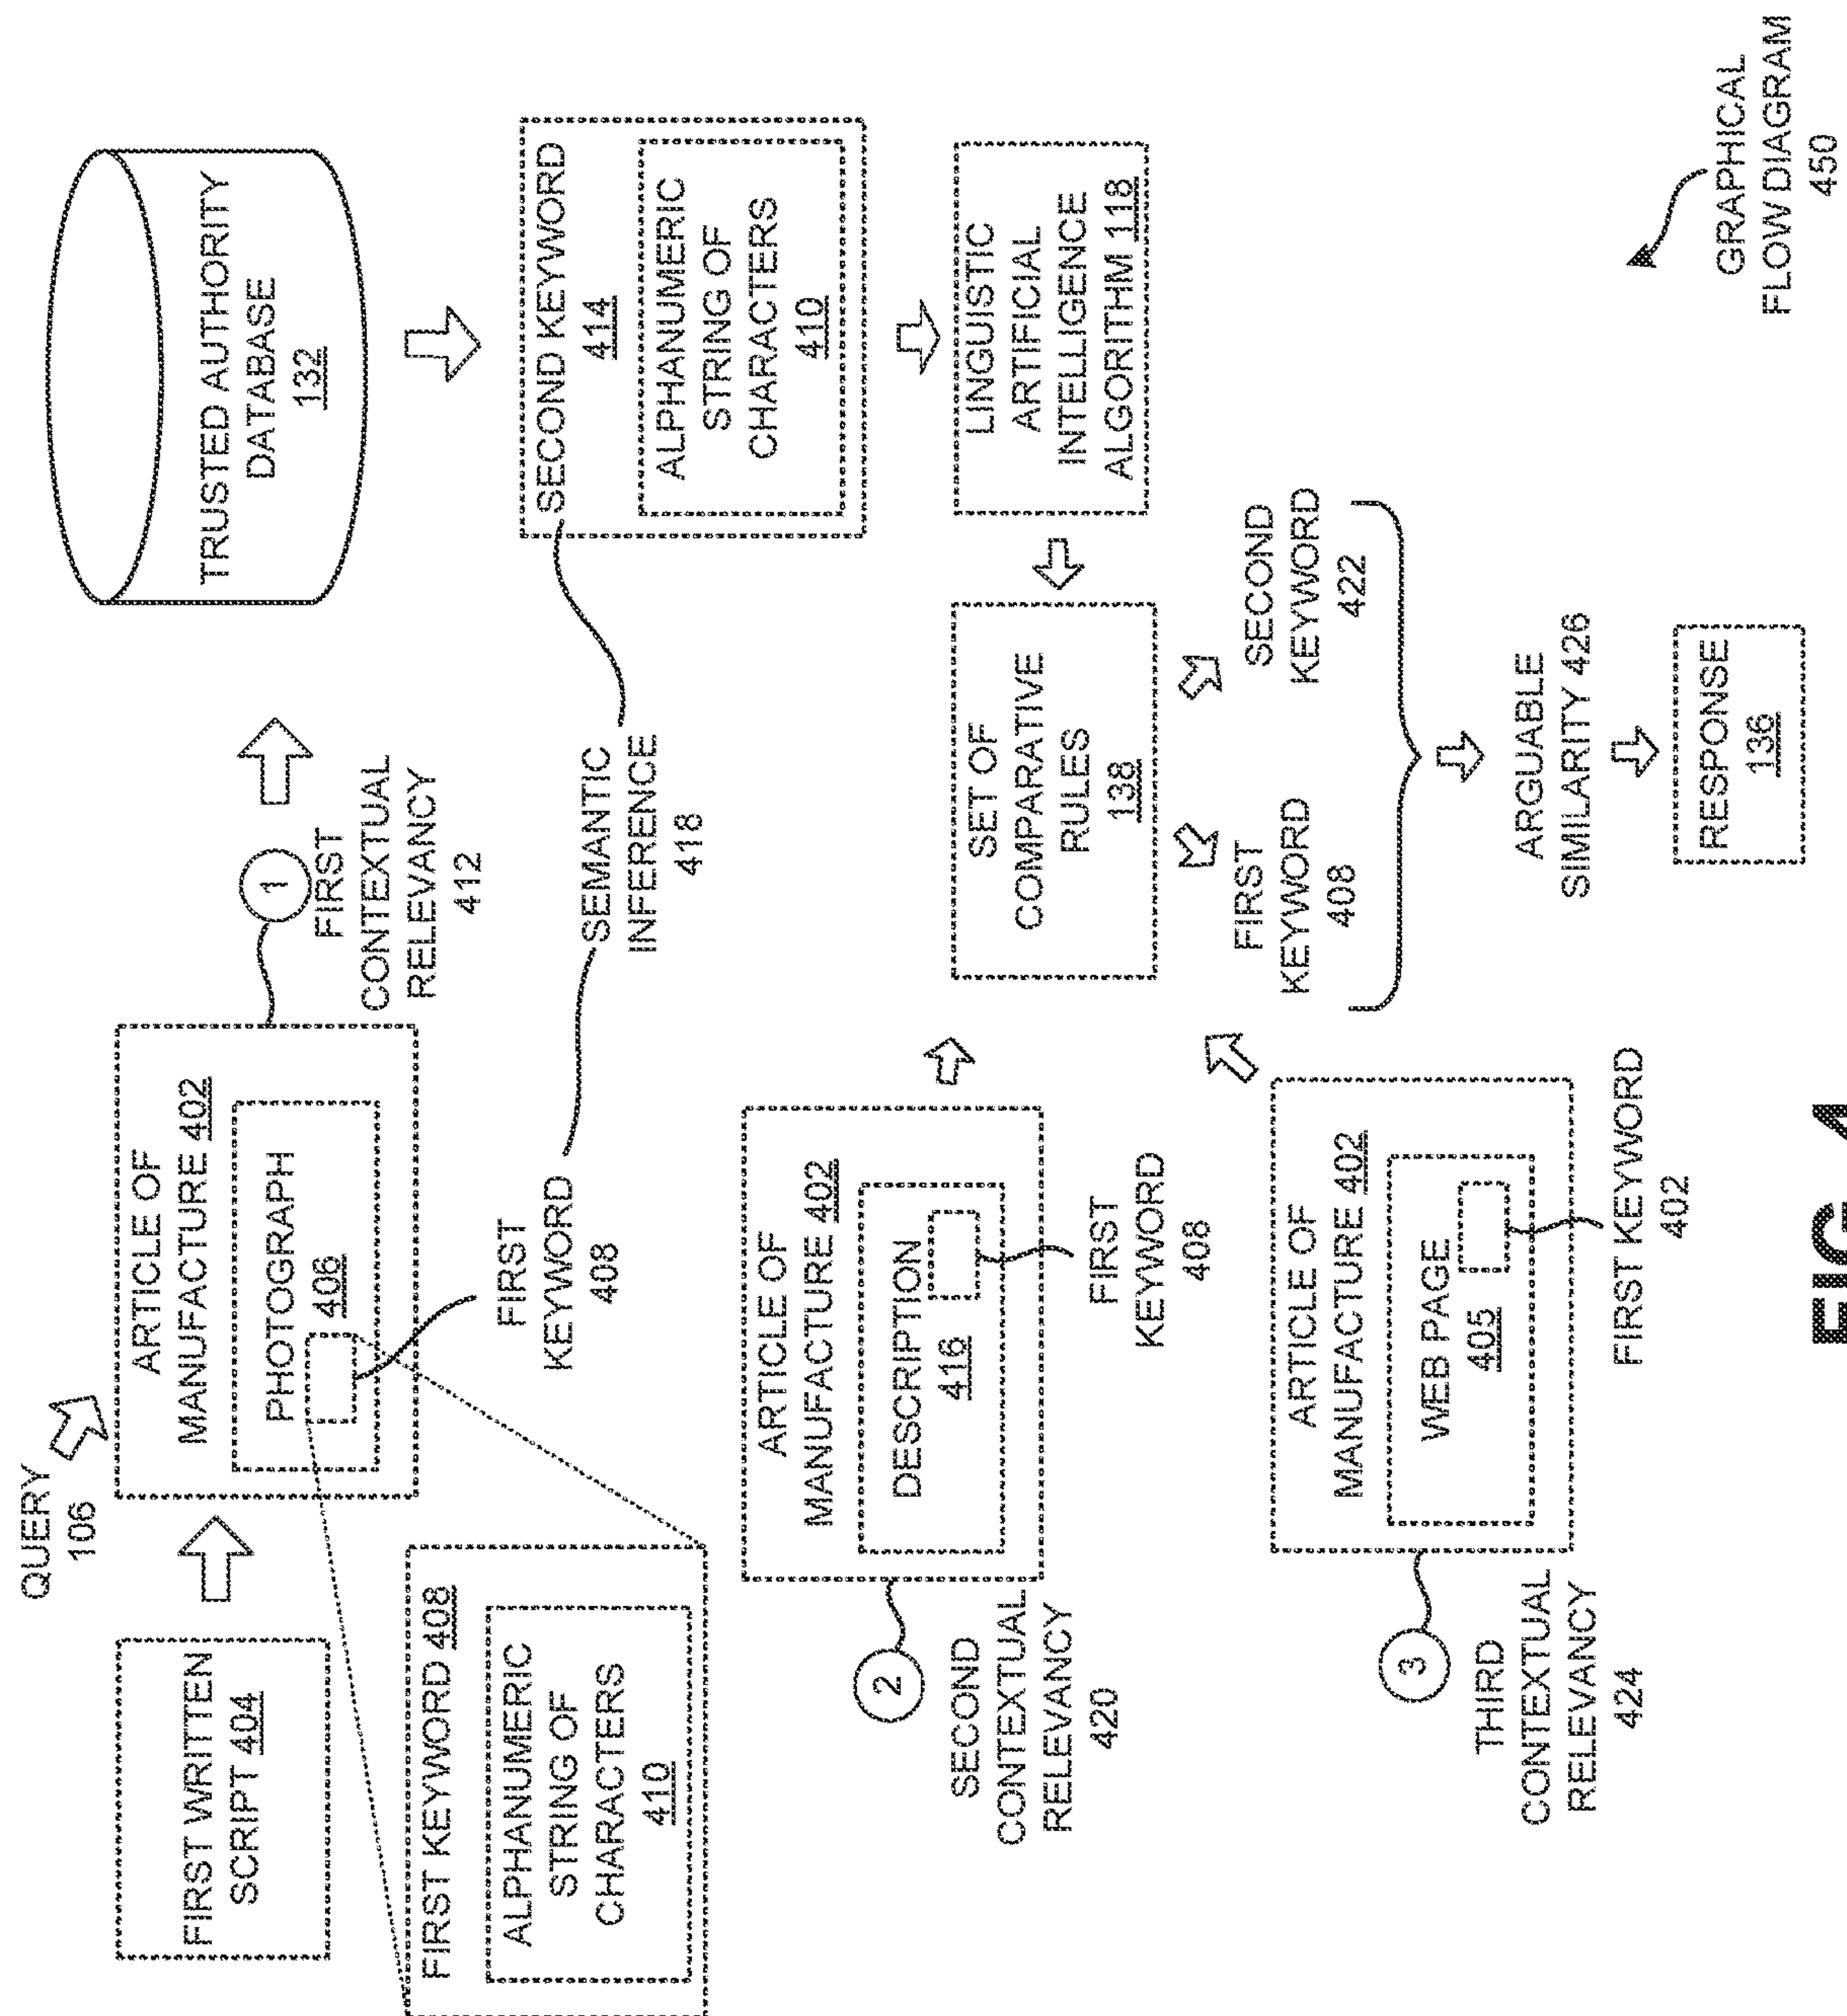 QUERY
106
FIRST WRITTEN
SCRIPT 404
ARTICLE OF
MANUFACTURE 402
PHOTOGRAPH
406
1
FIRST
CONTEXTUAL
RELEVANCY
412
TRUSTED AUTHORITY
DATABASE
132
FIRST KEYWORD 408
ALPHANUMERIC
STRING OF
CHARACTERS
410
FIRST
KEYWORD
408
SEMANTIC
INFERENCE
418
SECOND KEYWORD
414
ALPHANUMERIC
STRING OF
CHARACTERS
410
2
SECOND
CONTEXTUAL
RELEVANCY
420
ARTICLE OF
MANUFACTURE 402
DESCRIPTION
416
FIRST
KEYWORD
408
SET OF
COMPARATIVE
RULES
138
LINGUISTIC
ARTIFICIAL
INTELLIGENCE
ALGORITHM 118
FIRST
KEYWORD
408
SECOND
KEYWORD
422
3
THIRD
CONTEXTUAL
RELEVANCY
424
ARTICLE OF
MANUFACTURE 402
WEB PAGE
405
FIRST KEYWORD
402
ARGUABLE
SIMILARITY 426
RESPONSE
136
GRAPHICAL
FLOW DIAGRAM
450